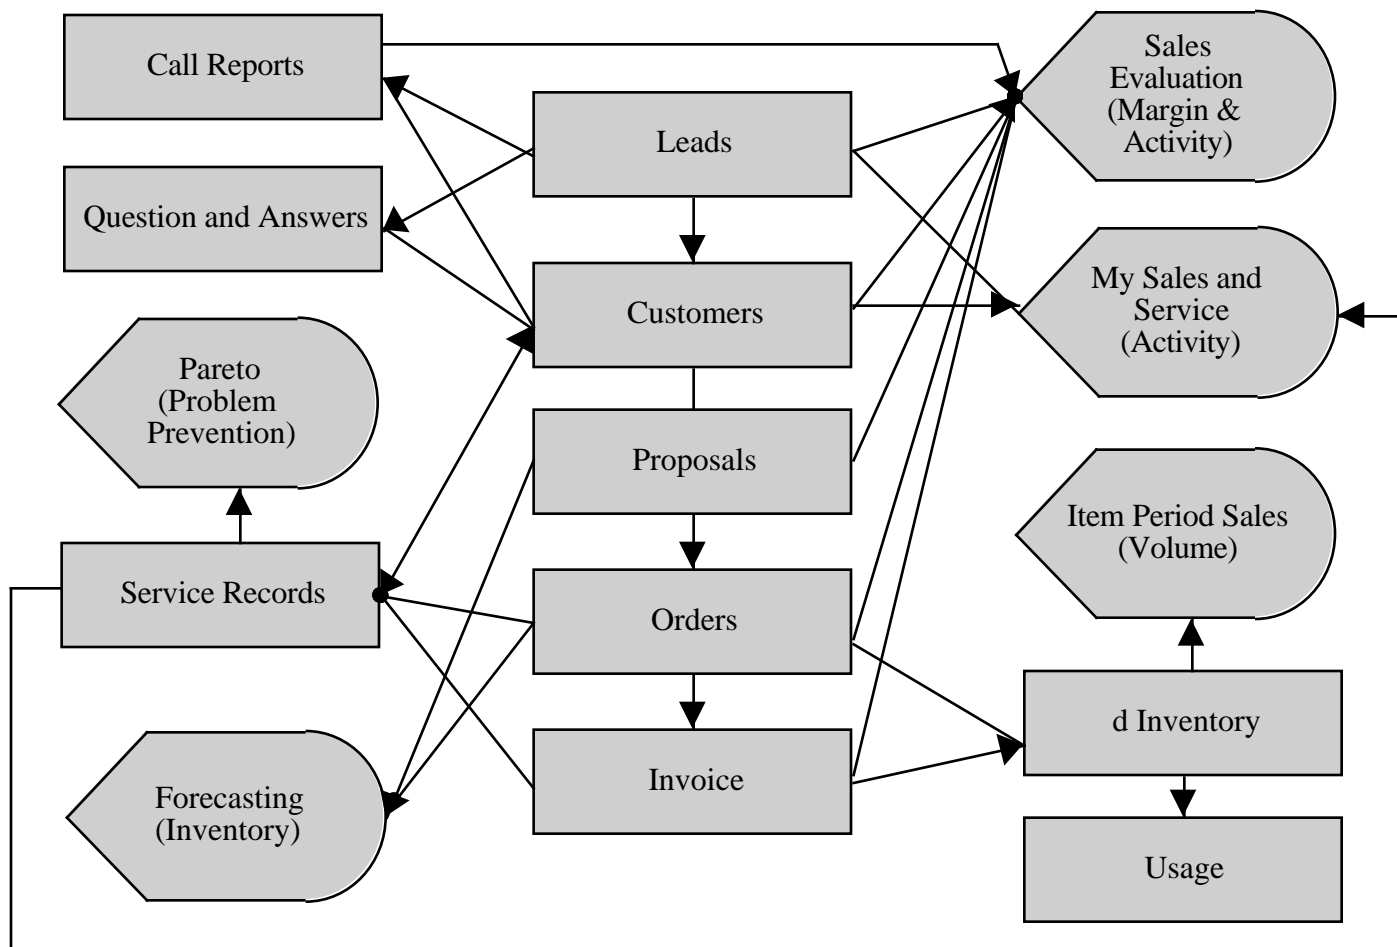 Call Reports
Leads
Sales
Evaluation
(Margin &
Activity)
Question and Answers
Customers
My Sales and
Service
(Activity)
Pareto
(Problem
Prevention)
Proposals
Item Period Sales
(Volume)
Service Records
Orders
d Inventory
Forecasting
(Inventory)
Invoice
Usage